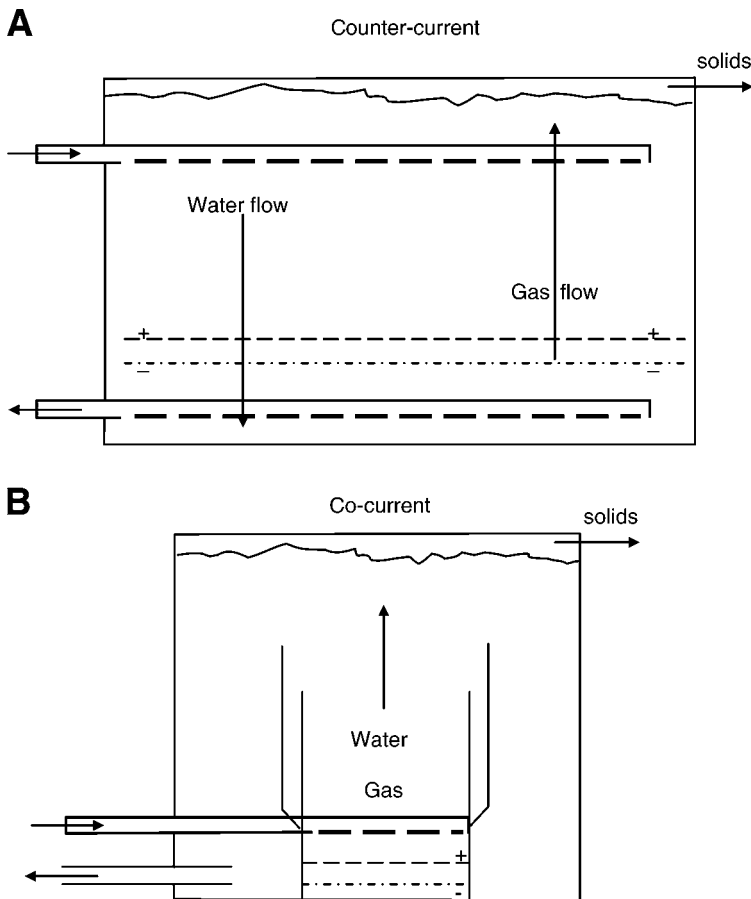 A
Counter-current
solids
Water flow
Gas flow
+ +
_ _
B
Co-current
solids
Water
Gas
+
-